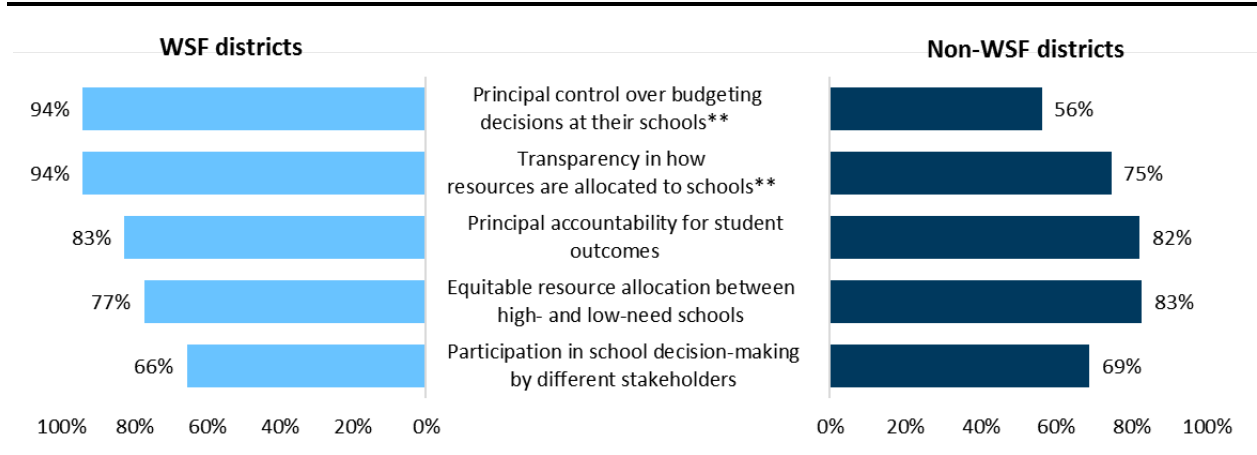 WSF districts
Non-WSF districts
94%
Principal control over budgeting
decisions at their schools**
56%
94%
Transparency in how
resources are allocated to schools**
75%
83%
Principal accountability for student
outcomes
82%
77%
Equitable resource allocation between
high- and low-need schools
83%
66%
Participation in school decision-making
by different stakeholders
69%
100% 80% 60% 40% 20% 0%
0% 20% 40% 60% 80% 100%